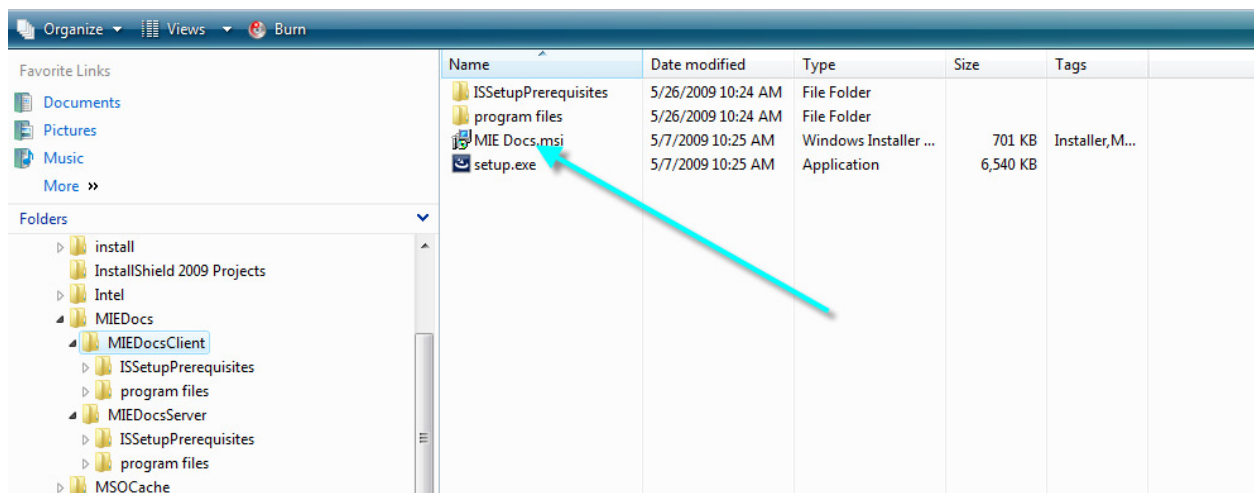 Organize Views Burn
Favorite Links
Documents
Pictures
Music
More »
Folders
install
InstallShield 2009 Projects
Intel
MIEDocs
MIEDocsClient
ISSetupPrerequisites
program files
MIEDocsServer
ISSetupPrerequisites
program files
MSOCache
Name Date modified Type Size Tags
ISSetupPrerequisites 5/26/2009 10:24 AM File Folder
program files 5/26/2009 10:24 AM File Folder
MIE Docs.msi 5/7/2009 10:25 AM Windows Installer ... 701 KB Installer,M...
setup.exe 5/7/2009 10:25 AM Application 6,540 KB